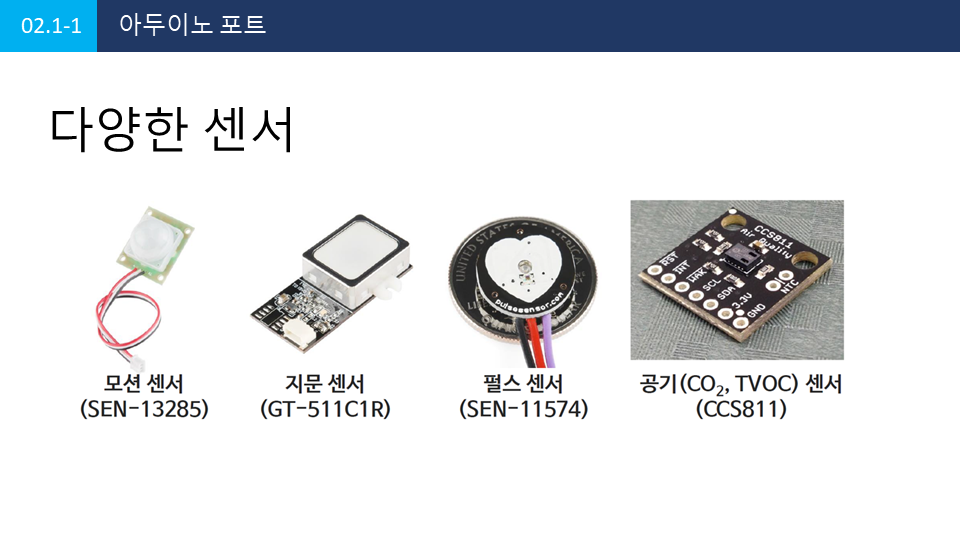 02.1-1
아두이노 포트
다양한 센서
UNITED STATES OF AMERICA
pulsesensor.com
CCS811
Air Quality
RST
INT
WAK
SCL
SDA
3.3V
GND
NTC
모션 센서
(SEN-13285)
지문 센서
(GT-511C1R)
펄스 센서
(SEN-11574)
공기(CO₂, TVOC) 센서
(CCS811)